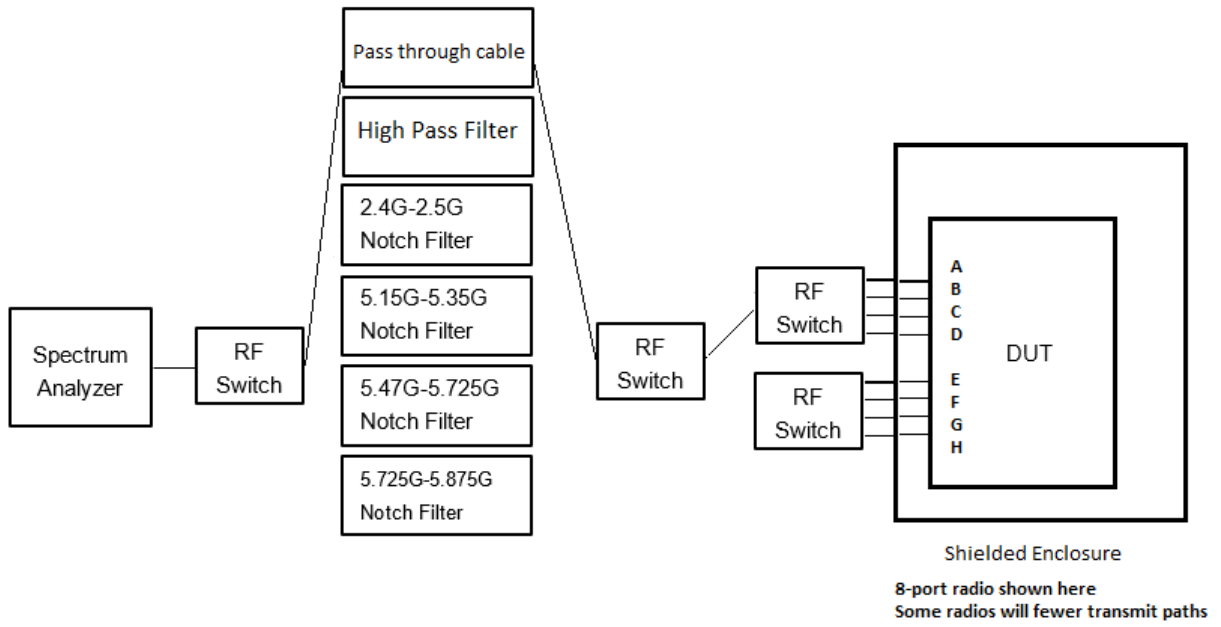 Pass through cable
High Pass Filter
2.4G-2.5G
Notch Filter
5.15G-5.35G
Notch Filter
5.47G-5.725G
Notch Filter
5.725G-5.875G
Notch Filter
Spectrum
Analyzer
RF
Switch
RF
Switch
RF
Switch
RF
Switch
A
B
C
D
E
F
G
H
DUT
Shielded Enclosure
8-port radio shown here
Some radios will fewer transmit paths